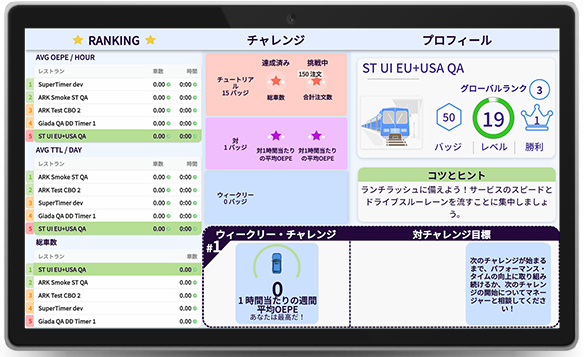 RANKING
AVG OEPE / HOUR
レストラン 車数 時間
1 SuperTimer dev 0.00 0:00
2 ARK Smoke ST QA 0.00 0:00
3 ARK Test CBO 2 0.00 0:00
4 Giada QA DD Timer 1 0.00 0:00
5 ST UI EU+USA QA 0.00 0:00
AVG TTL / DAY
レストラン 車数 時間
1 ARK Smoke ST QA 0.00 0:00
2 ARK Test CBO 2 0.00 0:00
3 SuperTimer dev 0.00 0:00
4 Giada QA DD Timer 1 0.00 0:00
5 ST UI EU+USA QA 0.00 0:00
総車数
レストラン 車数
1 ST UI EU+USA QA 0.00
2 ARK Smoke ST QA 0.00
3 ARK Test CBO 2 0.00
4 SuperTimer dev 0.00
5 Giada QA DD Timer 1 0.00
チャレンジ
達成済み 挑戦中
チュートリアル
15 バッジ
150 注文
総車数 合計注文数
対
1 バッジ
対1時間当たり
の平均OEPE
対1時間当たり
の平均OEPE
ウィークリー
0 バッジ
プロフィール
ST UI EU+USA QA
グローバルランク 3
50 19 1
バッジ レベル 勝利
コツとヒント
ランチラッシュに備えよう！サービスのスピードと
ドライブスルーレーンを流すことに集中しましょ
う。
ウィークリー・チャレンジ
#1
0
1時間当たりの週間
平均OEPE
あなたは最高だ！
対チャレンジ目標
次のチャレンジが始まる
まで、パフォーマンス・
タイムの向上に取り組み
続けるか、次のチャレン
ジの開始についてマネー
ジャーと相談してくださ
い！